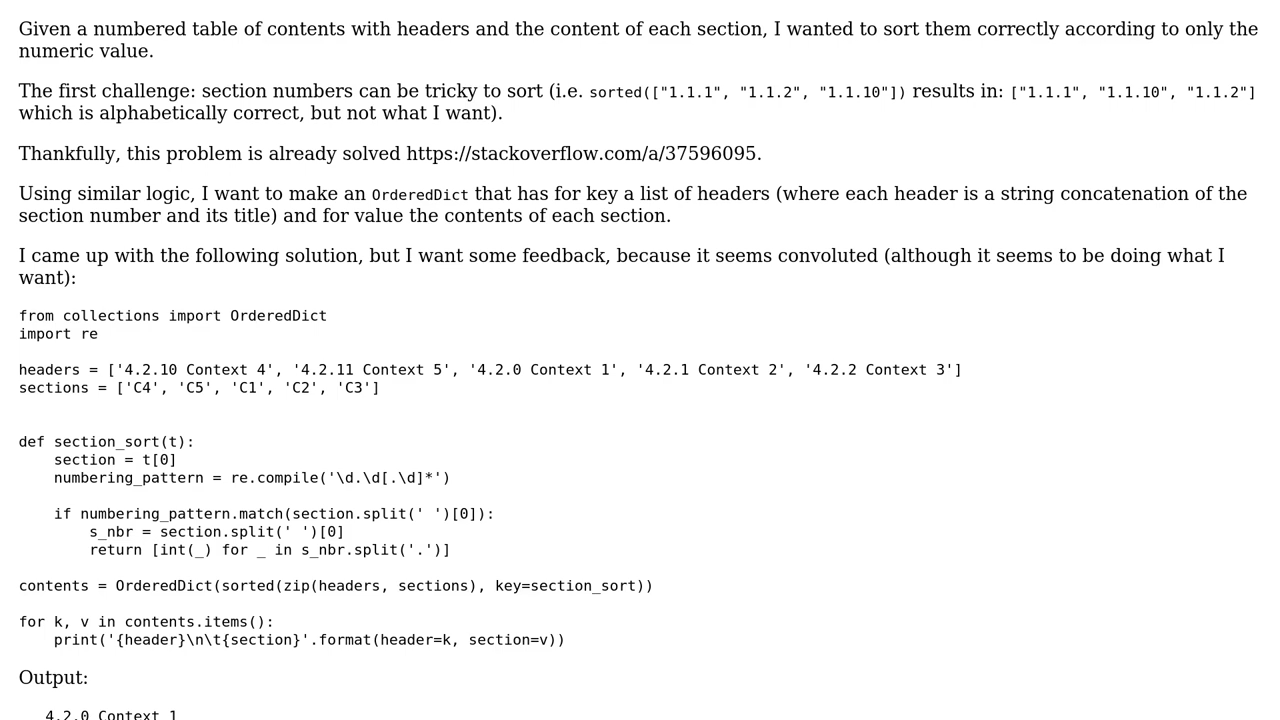 Given a numbered table of contents with headers and the content of each section, I wanted to sort them correctly according to only the
numeric value.
The first challenge: section numbers can be tricky to sort (i.e. sorted(["1.1.1", "1.1.2", "1.1.10"]) results in: ["1.1.1", "1.1.10", "1.1.2"]
which is alphabetically correct, but not what I want).
Thankfully, this problem is already solved https://stackoverflow.com/a/37596095.
Using similar logic, I want to make an OrderedDict that has for key a list of headers (where each header is a string concatenation of the
section number and its title) and for value the contents of each section.
I came up with the following solution, but I want some feedback, because it seems convoluted (although it seems to be doing what I
want):
from collections import OrderedDict
import re
headers = ['4.2.10 Context 4', '4.2.11 Context 5', '4.2.0 Context 1', '4.2.1 Context 2', '4.2.2 Context 3']
sections = ['C4', 'C5', 'C1', 'C2', 'C3']
def section_sort(t):
    section = t[0]
    numbering_pattern = re.compile('\d.\d[.\d]*')
    if numbering_pattern.match(section.split(' ')[0]):
        s_nbr = section.split(' ')[0]
        return [int(_) for _ in s_nbr.split('.')]
contents = OrderedDict(sorted(zip(headers, sections), key=section_sort))
for k, v in contents.items():
    print('{header}\n\t{section}'.format(header=k, section=v))
Output:
4.2.0 Context 1